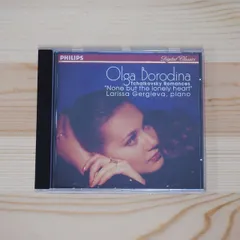 PHILIPS
Digital Classics
Olga Borodina
Tchaikovsky Romances
"None but the lonely heart"
Larissa Gergieva, piano